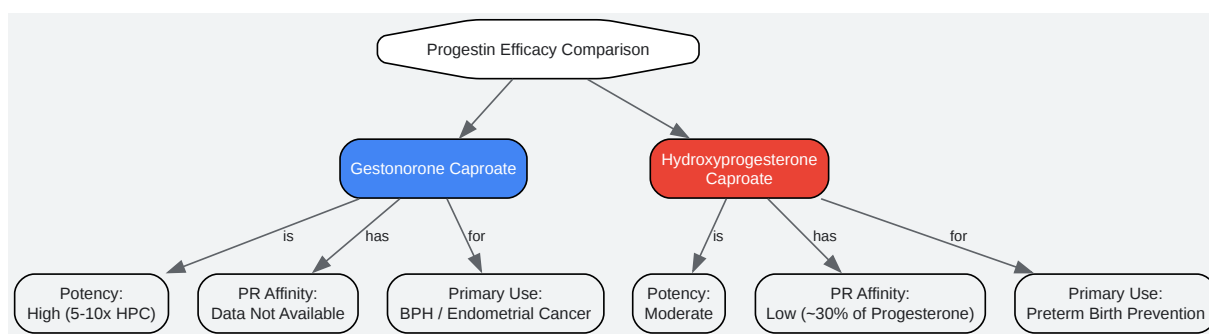 Progestin Efficacy Comparison
Gestonorone Caproate
Hydroxyprogesterone
Caproate
is
has
for
is
has
for
Potency:
High (5-10x HPC)
PR Affinity:
Data Not Available
Primary Use:
BPH / Endometrial Cancer
Potency:
Moderate
PR Affinity:
Low (~30% of Progesterone)
Primary Use:
Preterm Birth Prevention